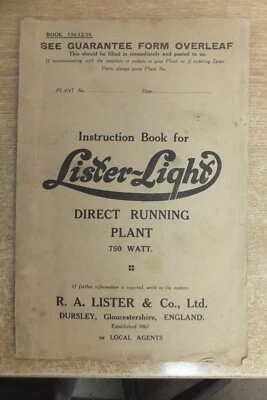 BOOK 134/12/34.
SEE GUARANTEE FORM OVERLEAF
This should be filled in immediately and posted to us.
If communicating with the suppliers or makers re your Plant, or if ordering Spare
Parts, always quote Plant No.
PLANT No. Date
Instruction Book for
Lister-Light
DIRECT RUNNING
PLANT
750 WATT.
If further information is required, write to the makers:
R. A. LISTER & Co., Ltd.
DURSLEY, Gloucestershire, ENGLAND.
Established 1867
or LOCAL AGENTS